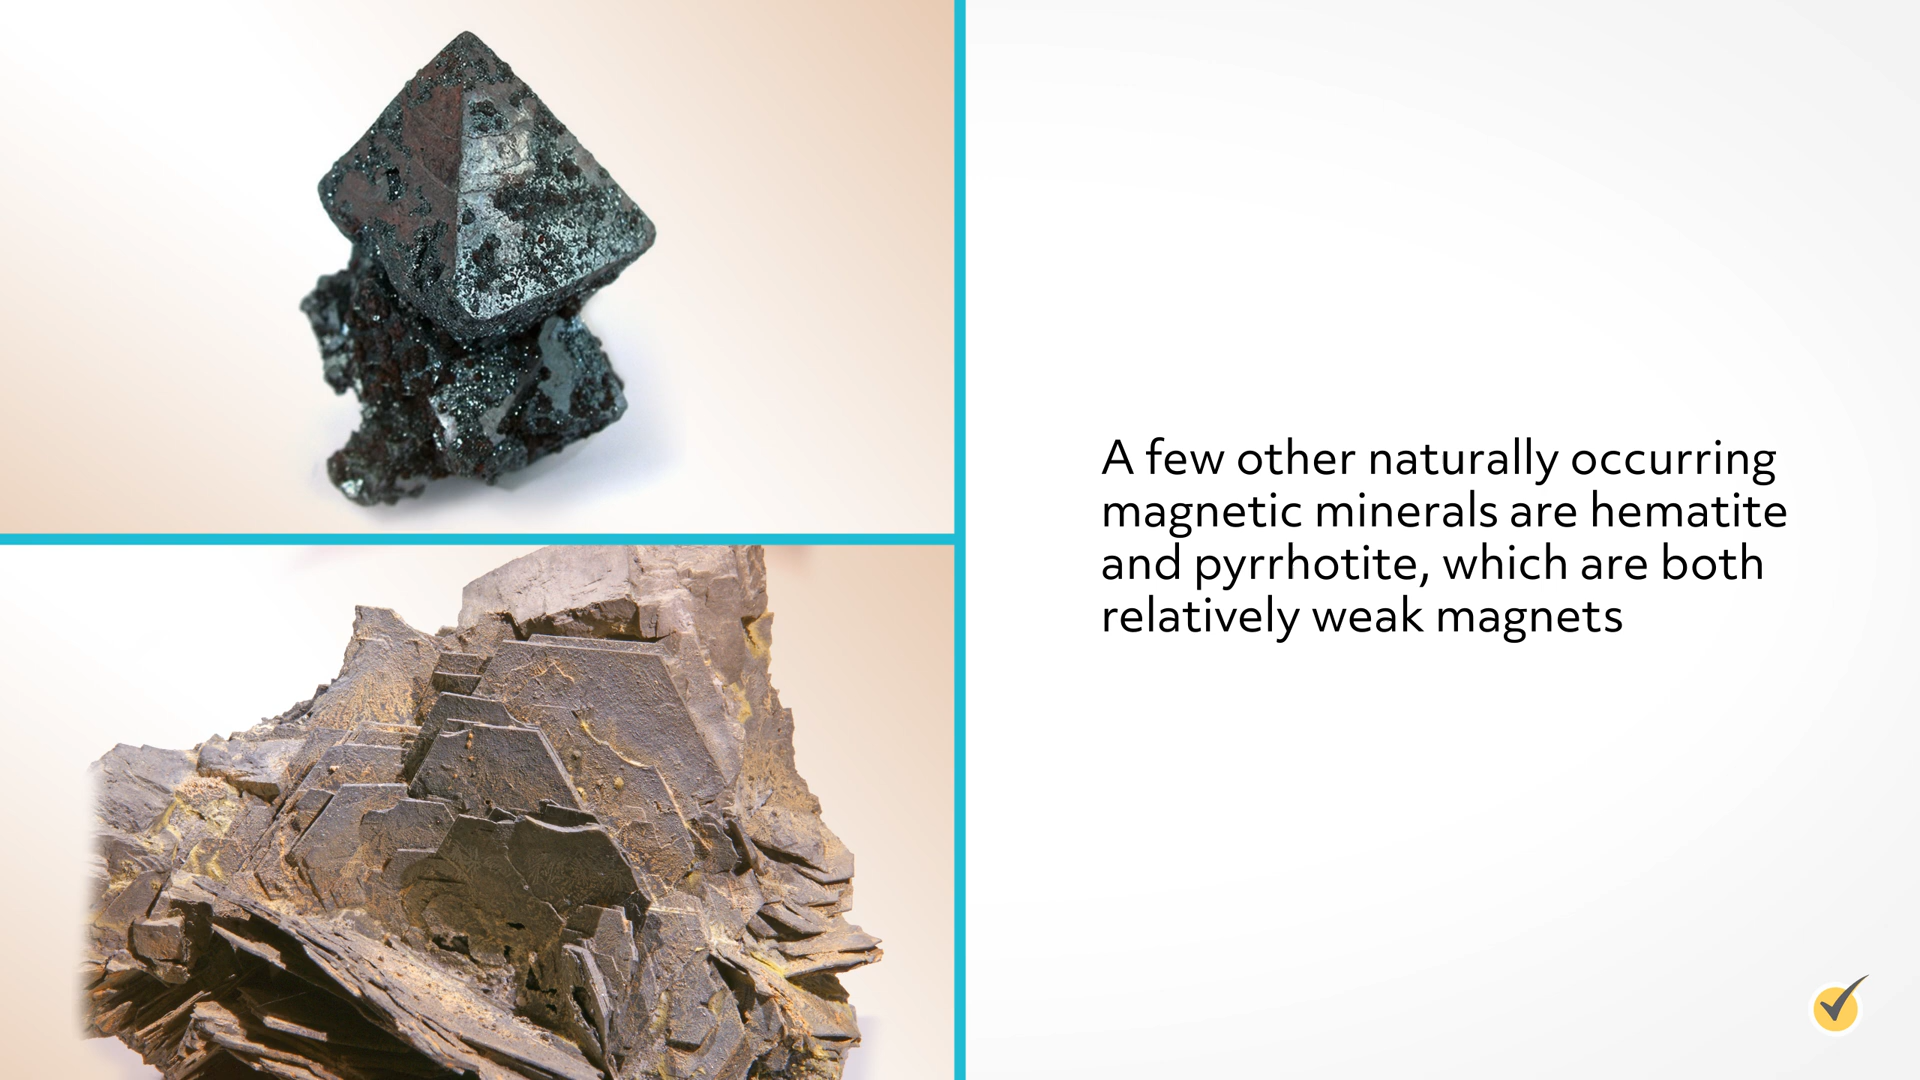 A few other naturally occurring
magnetic minerals are hematite
and pyrrhotite, which are both
relatively weak magnets